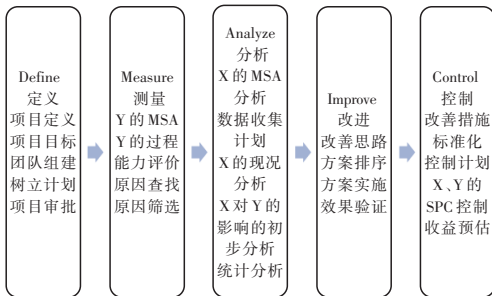 Define
定义
项目定义
项目目标
团队组建
树立计划
项目审批
Measure
测量
Y 的 MSA
Y 的过程
能力评价
原因查找
原因筛选
Analyze
分析
X 的 MSA
分析
数据收集
计划
X 的现况
分析
X 对 Y 的
影响的初
步分析
统计分析
Improve
改进
改善思路
方案排序
方案实施
效果验证
Control
控制
改善措施
标准化
控制计划
X、Y 的
SPC 控制
收益预估